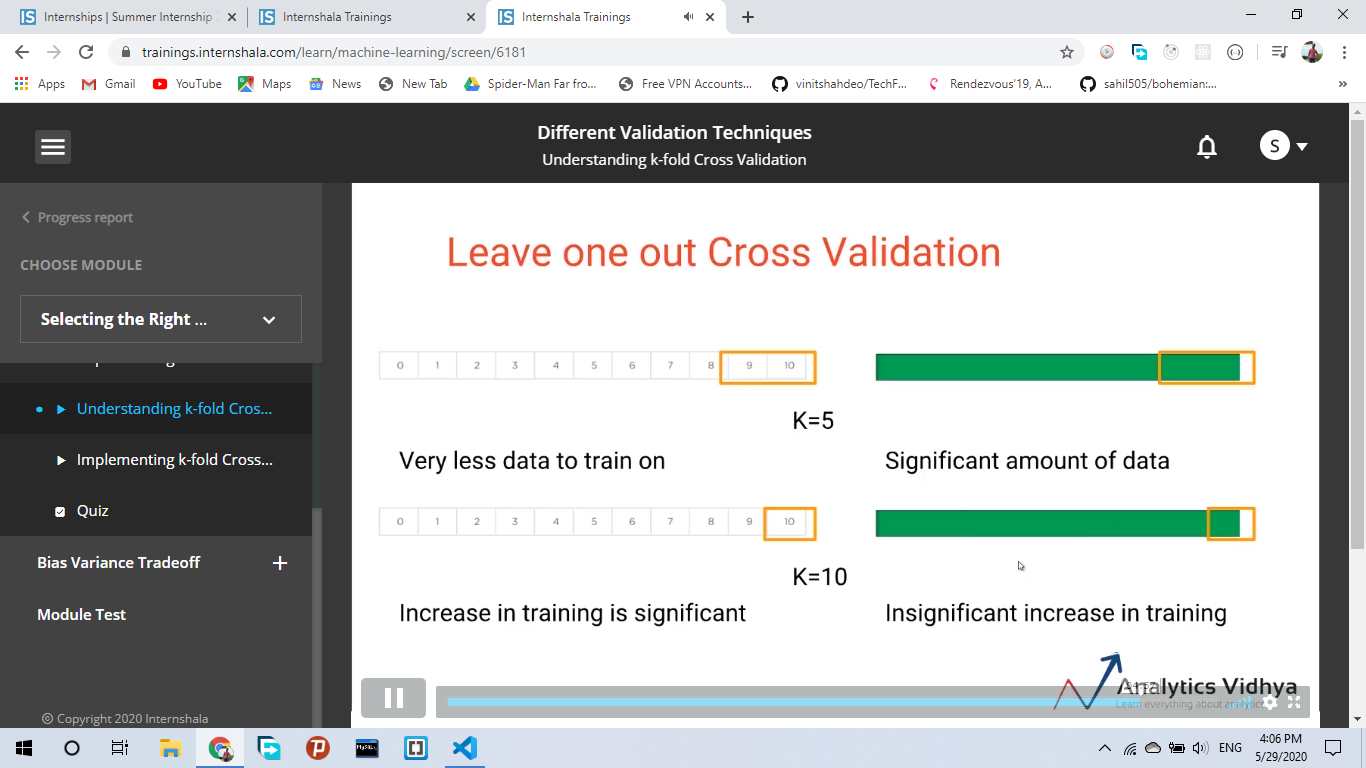 Internships | Summer Internship
Internshala Trainings
Internshala Trainings
trainings.internshala.com/learn/machine-learning/screen/6181
Apps
Gmail
YouTube
Maps
News
New Tab
Spider-Man Far fro...
Free VPN Accounts...
vinitshahdeo/TechF...
Rendezvous'19, A...
sahil505/bohemian:...
»
Different Validation Techniques
Understanding k-fold Cross Validation
S
Progress report
CHOOSE MODULE
Selecting the Right ...
Understanding k-fold Cros...
Implementing k-fold Cross...
Quiz
Bias Variance Tradeoff
Module Test
© Copyright 2020 Internshala
Leave one out Cross Validation
0 1 2 3 4 5 6 7 8 9 10
K=5
Very less data to train on
Significant amount of data
0 1 2 3 4 5 6 7 8 9 10
K=10
Increase in training is significant
Insignificant increase in training
Analytics Vidhya
Learn everything about analytics
MySQL
ENG
4:06 PM
5/29/2020